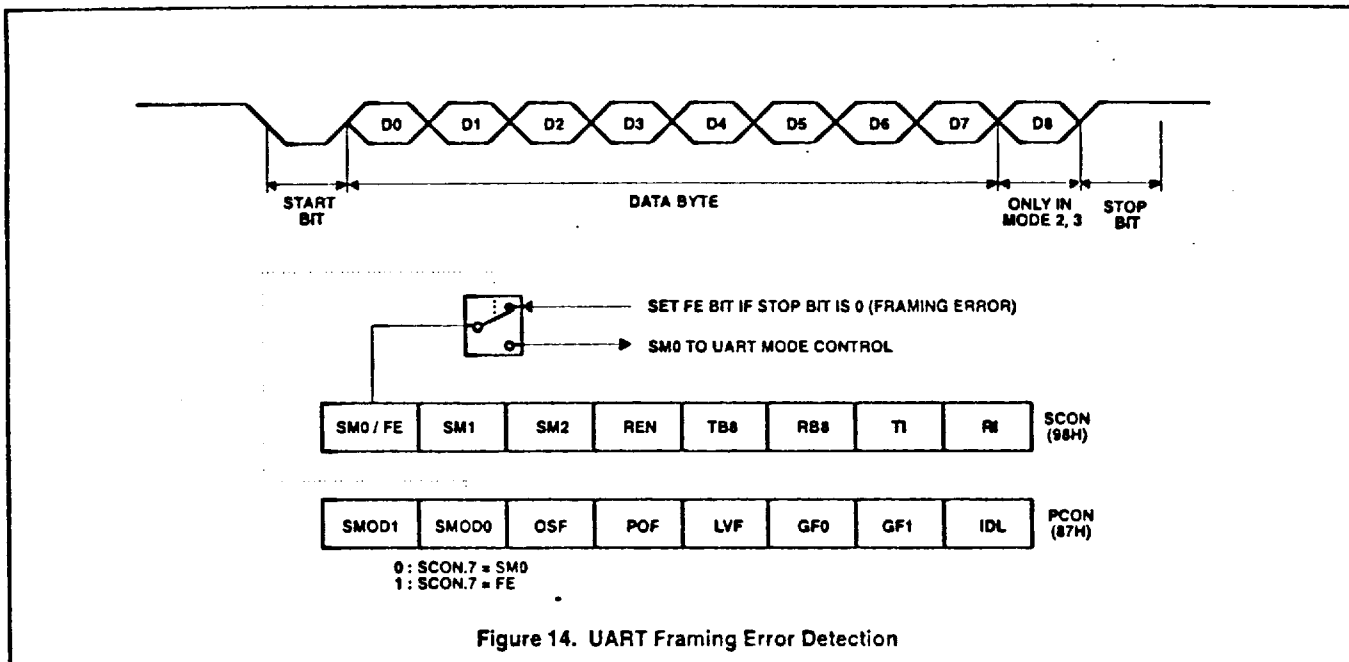 D0 D1 D2 D3 D4 D5 D6 D7 D8
START
BIT
DATA BYTE
ONLY IN
MODE 2, 3
STOP
BIT
SET FE BIT IF STOP BIT IS 0 (FRAMING ERROR)
SM0 TO UART MODE CONTROL
SM0 / FE SM1 SM2 REN TB8 RB8 TI RI
SCON
(98H)
SMOD1 SMOD0 OSF POF LVF GF0 GF1 IDL
PCON
(87H)
0 : SCON.7 = SM0
1 : SCON.7 = FE
Figure 14. UART Framing Error Detection